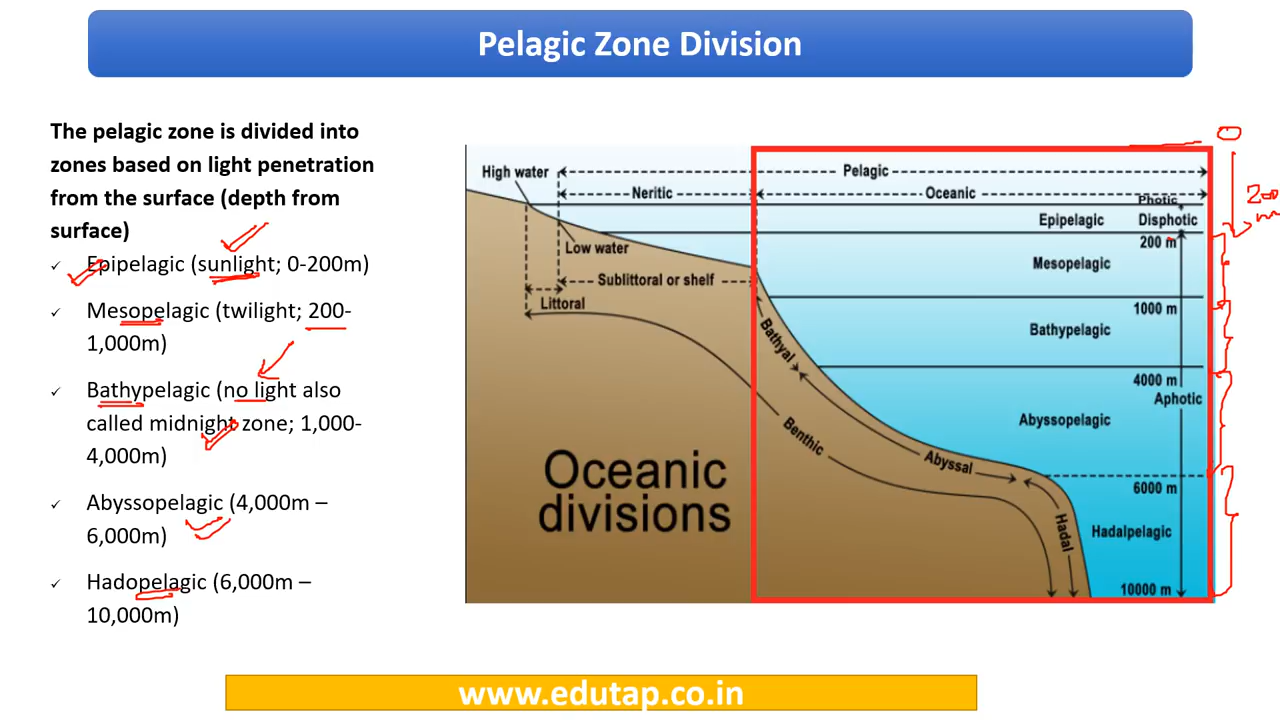 Pelagic Zone Division
The pelagic zone is divided into
zones based on light penetration
from the surface (depth from
surface)
✓ Epipelagic (sunlight; 0-200m)
✓ Mesopelagic (twilight; 200-
1,000m)
✓ Bathypelagic (no light also
called midnight zone; 1,000-
4,000m)
✓ Abyssopelagic (4,000m –
6,000m)
✓ Hadopelagic (6,000m –
10,000m)
0
200
m
High water
Pelagic
Neritic
Oceanic
Photic
Epipelagic
Disphotic
Low water
200 m
Mesopelagic
Sublittoral or shelf
Littoral
1000 m
Bathyal
Bathypelagic
4000 m
Aphotic
Abyssopelagic
Benthic
Abyssal
Oceanic
divisions
6000 m
Hadal
Hadalpelagic
10000 m
www.edutap.co.in